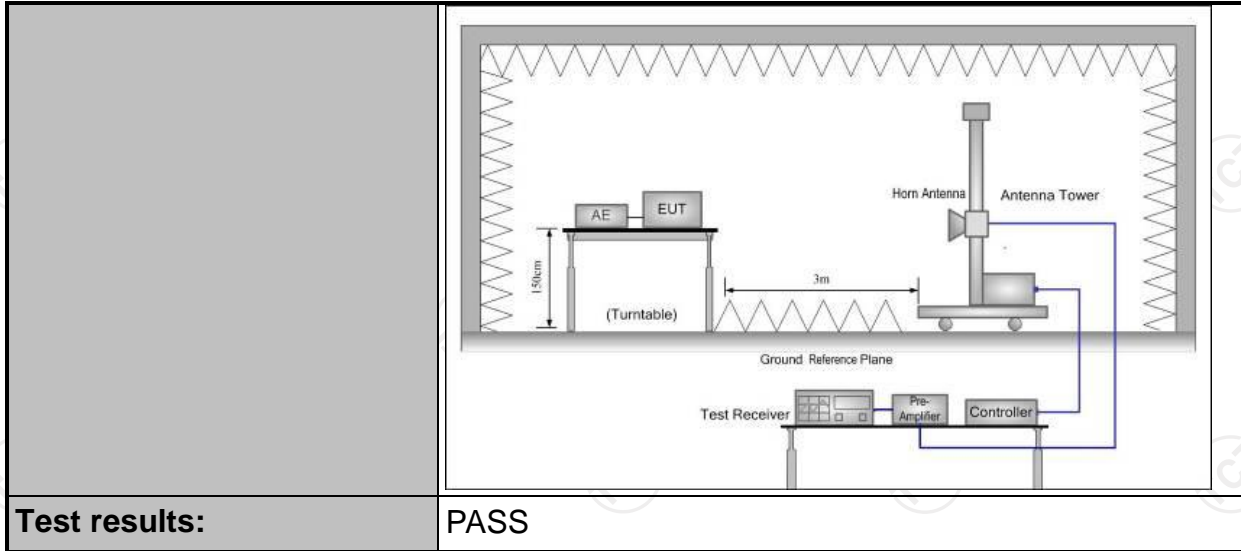 Horn Antenna
Antenna Tower
AE
EUT
150cm
3m
(Turntable)
Ground Reference Plane
Test Receiver
Pre-
Amplifier
Controller
Test results:
PASS